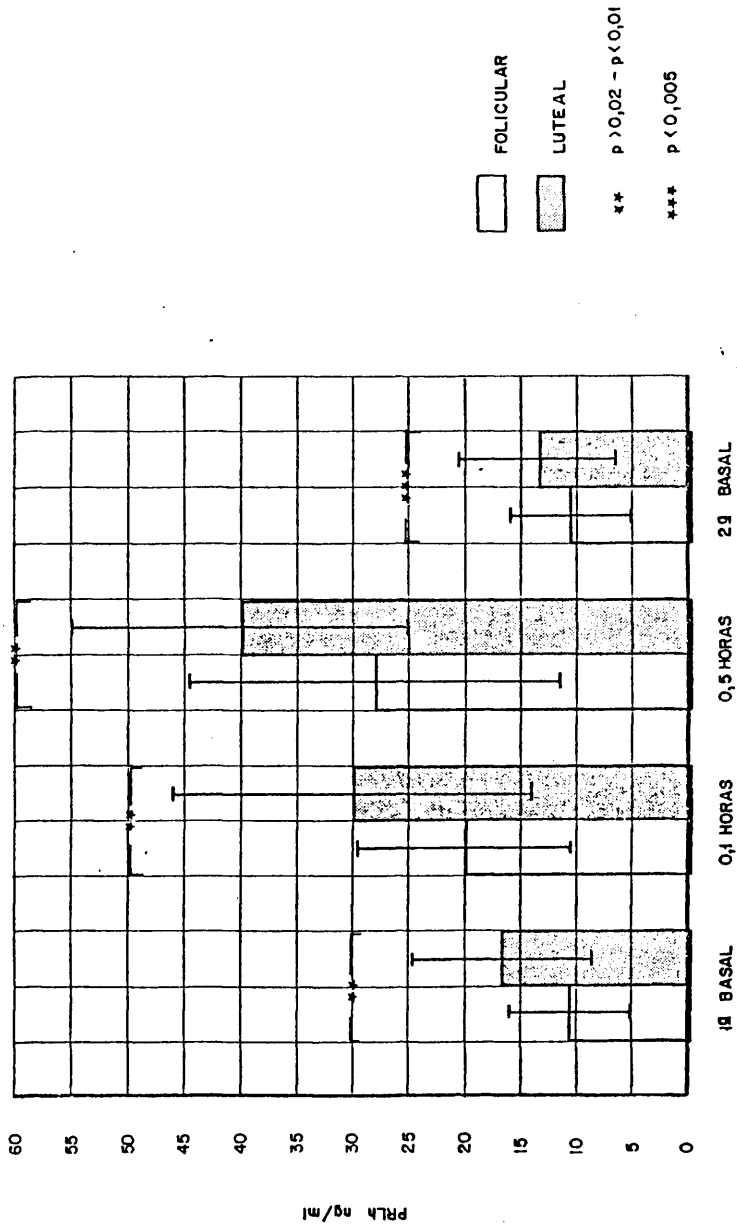 PRLh ng/ml
60
55
50
45
40
35
30
25
20
15
10
5
0
**
**
**
***
1º BASAL
0,1 HORAS
0,5 HORAS
2º BASAL
FOLICULAR
LUTEAL
** p>0,02 - p<0,01
*** p<0,005